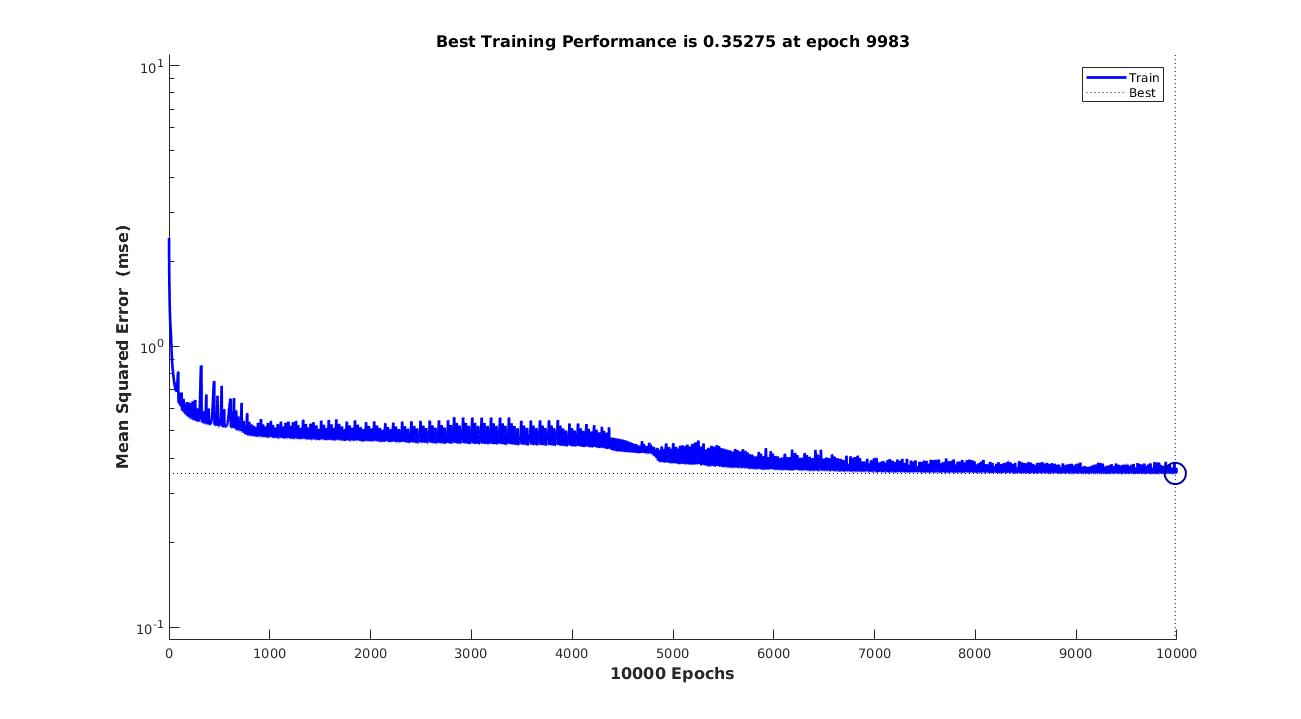 Best Training Performance is 0.35275 at epoch 9983
Train
Best
Mean Squared Error (mse)
10^1
10^0
10^-1
0 1000 2000 3000 4000 5000 6000 7000 8000 9000 10000
10000 Epochs